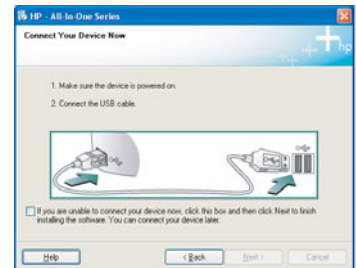 HP - All-In-One Series
Connect Your Device Now
hp
1. Make sure the device is powered on.
2. Connect the USB cable.
If you are unable to connect your device now, click this box and then click Next to finish
installing the software. You can connect your device later.
Help
< Back
Next >
Cancel